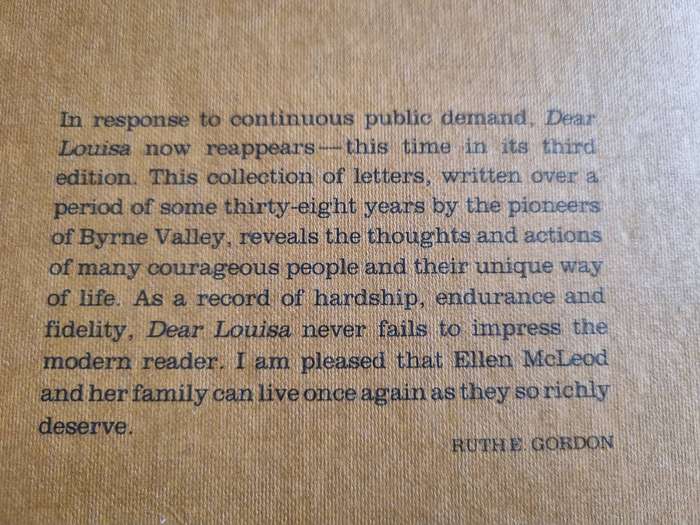 In response to continuous public demand, Dear
Louisa now reappears—this time in its third
edition. This collection of letters, written over a
period of some thirty-eight years by the pioneers
of Byrne Valley, reveals the thoughts and actions
of many courageous people and their unique way
of life. As a record of hardship, endurance and
fidelity, Dear Louisa never fails to impress the
modern reader. I am pleased that Ellen McLeod
and her family can live once again as they so richly
deserve.
RUTH E. GORDON